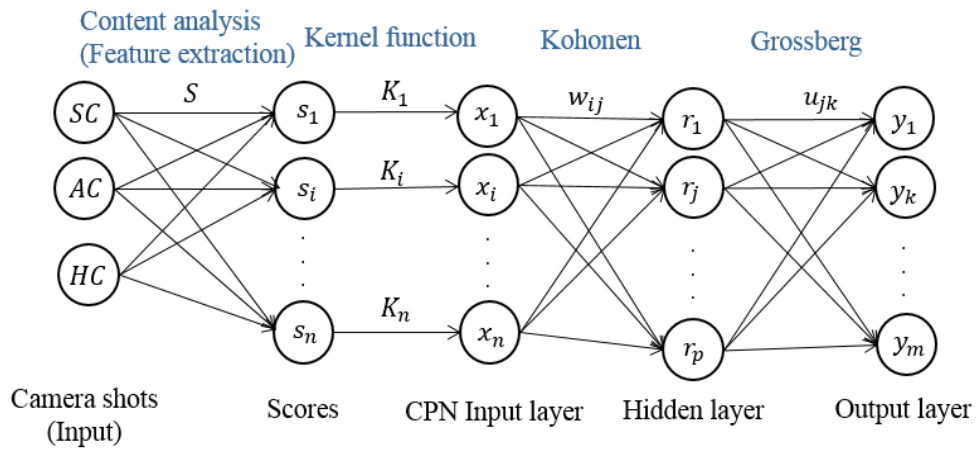 Content analysis
(Feature extraction)
Kernel function
Kohonen
Grossberg
SC
S
s₁
K₁
x₁
wᵢⱼ
r₁
uⱼₖ
y₁
AC
sᵢ
Kᵢ
xᵢ
rⱼ
yₖ
HC
sₙ
Kₙ
xₙ
rₚ
yₘ
Camera shots
(Input)
Scores
CPN Input layer
Hidden layer
Output layer